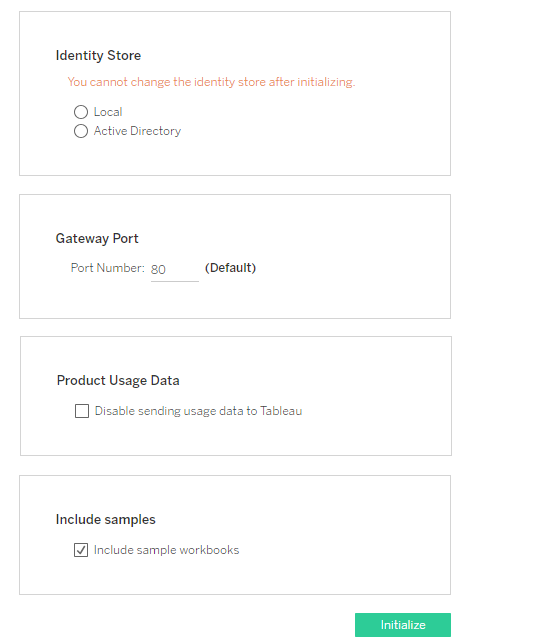 Identity Store
You cannot change the identity store after initializing.
Local
Active Directory
Gateway Port
Port Number: 80 (Default)
Product Usage Data
Disable sending usage data to Tableau
Include samples
Include sample workbooks
Initialize